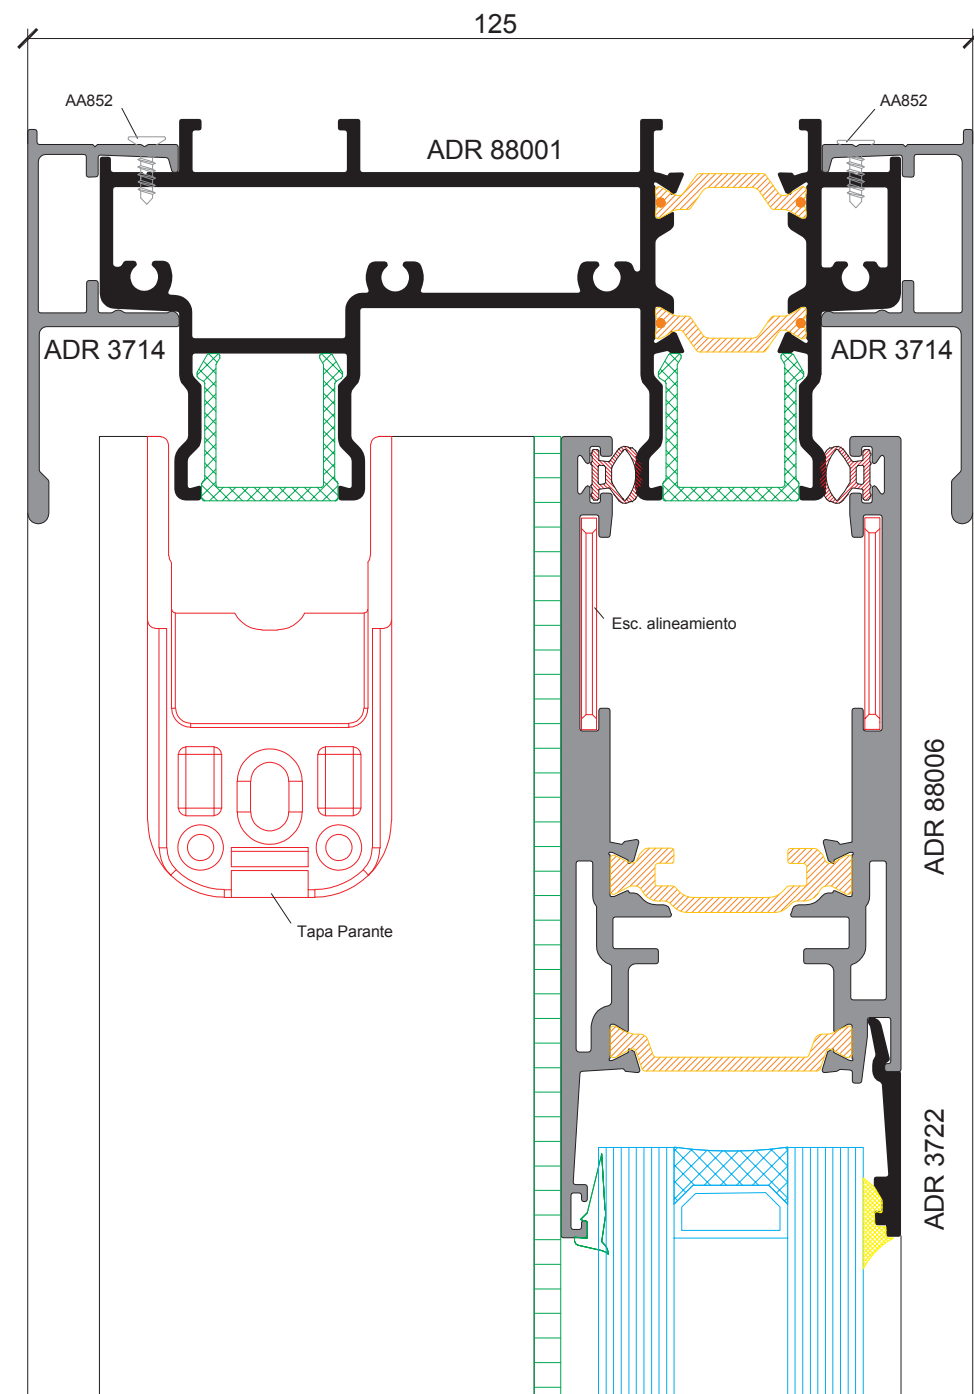 125
AA852
AA852
ADR 88001
ADR 3714
ADR 3714
Esc. alineamiento
ADR 88006
Tapa Parante
ADR 3722